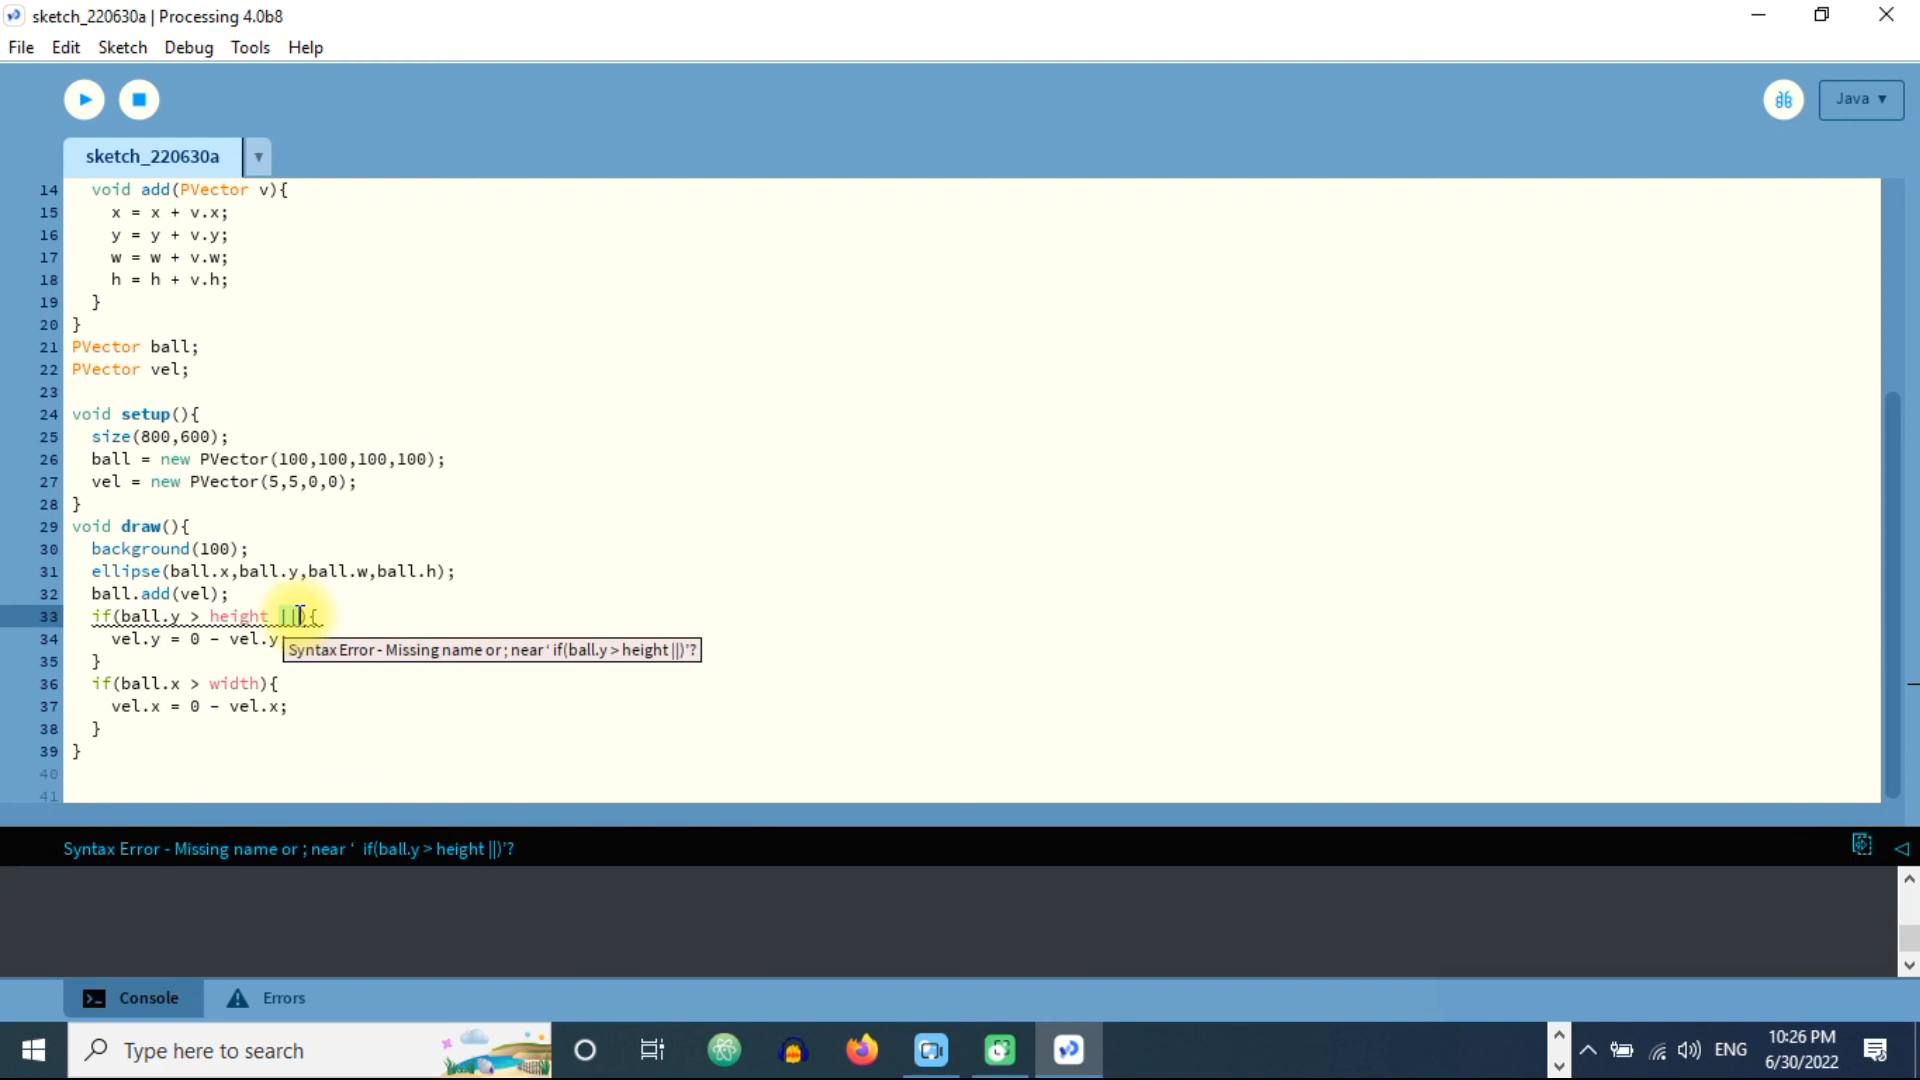 sketch_220630a | Processing 4.0b8
File Edit Sketch Debug Tools Help
Java ▼
sketch_220630a ▼
14 void add(PVector v){
15 x = x + v.x;
16 y = y + v.y;
17 w = w + v.w;
18 h = h + v.h;
19 }
20 }
21 PVector ball;
22 PVector vel;
23
24 void setup(){
25 size(800,600);
26 ball = new PVector(100,100,100,100);
27 vel = new PVector(5,5,0,0);
28 }
29 void draw(){
30 background(100);
31 ellipse(ball.x,ball.y,ball.w,ball.h);
32 ball.add(vel);
33 if(ball.y > height ||){
34 vel.y = 0 - vel.y;
Syntax Error - Missing name or ; near ‘ if(ball.y > height ||)’?
35 }
36 if(ball.x > width){
37 vel.x = 0 - vel.x;
38 }
39 }
40
41
Syntax Error - Missing name or ; near ‘ if(ball.y > height ||)’?
Console Errors
Type here to search
ENG
10:26 PM
6/30/2022